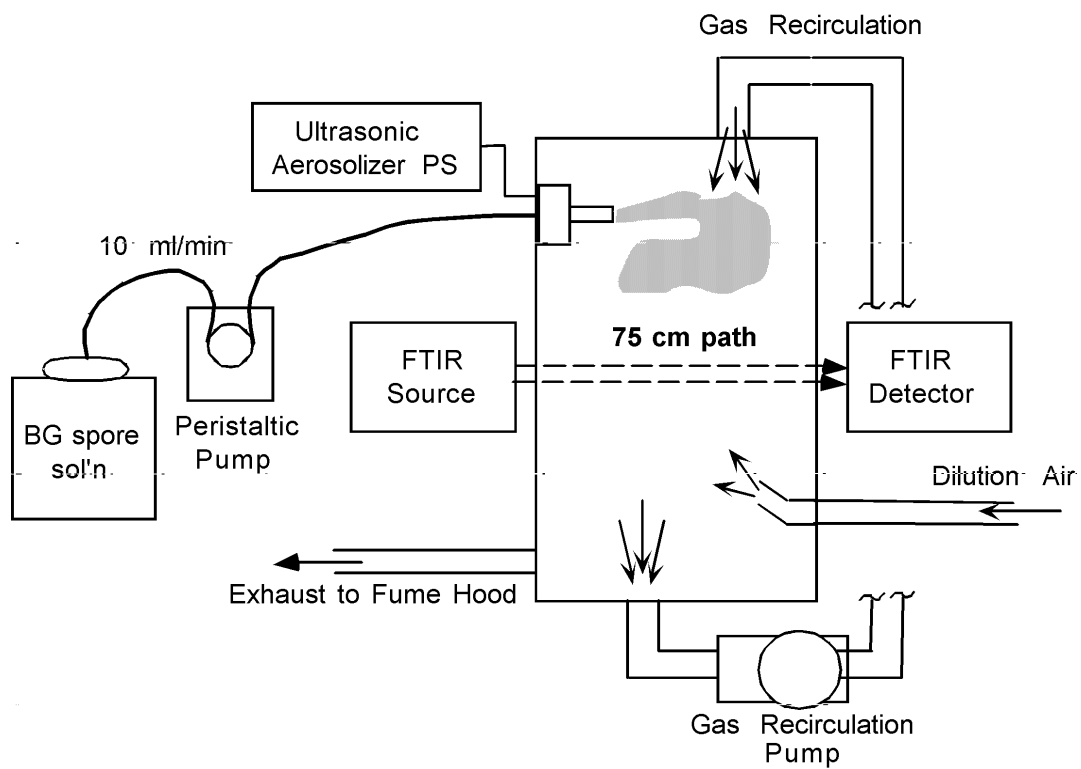 Gas Recirculation
Ultrasonic
Aerosolizer PS
10 ml/min
75 cm path
FTIR
Source
FTIR
Detector
BG spore
sol'n
Peristaltic
Pump
Dilution Air
Exhaust to Fume Hood
Gas Recirculation
Pump